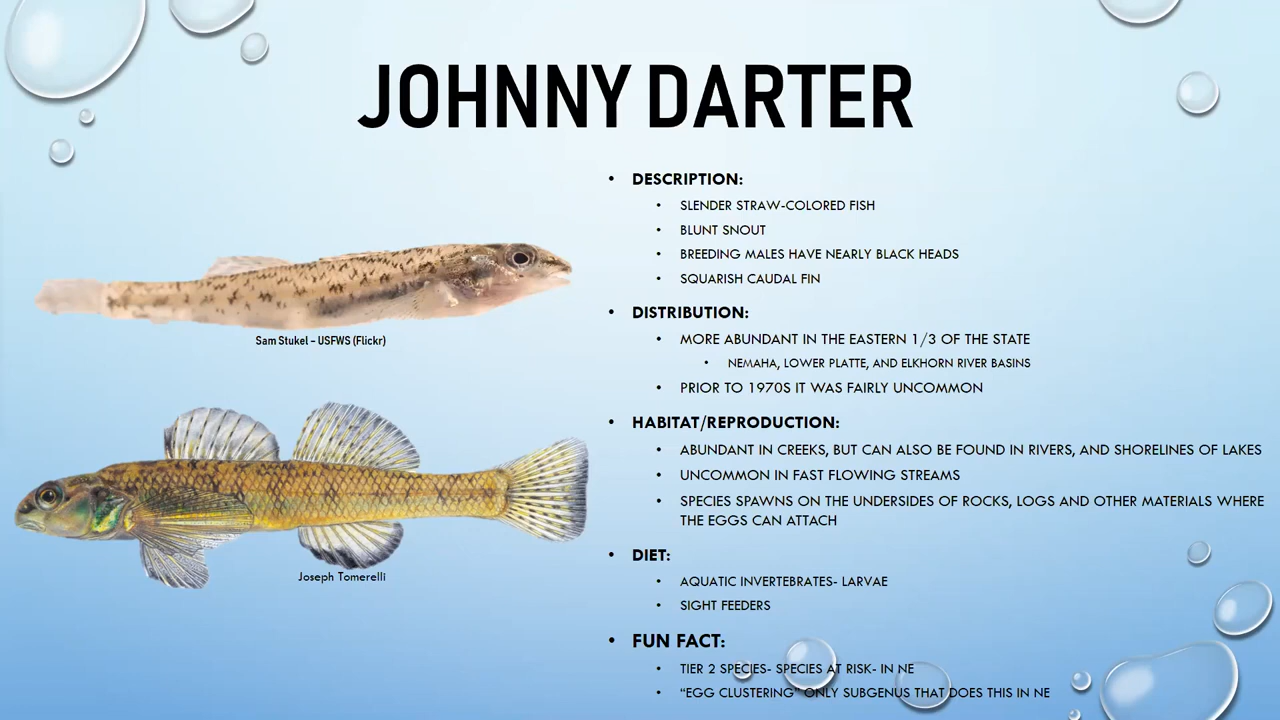 JOHNNY DARTER
• DESCRIPTION:
• SLENDER STRAW-COLORED FISH
• BLUNT SNOUT
• BREEDING MALES HAVE NEARLY BLACK HEADS
• SQUARISH CAUDAL FIN
• DISTRIBUTION:
• MORE ABUNDANT IN THE EASTERN 1/3 OF THE STATE
• NEMAHA, LOWER PLATTE, AND ELKHORN RIVER BASINS
• PRIOR TO 1970S IT WAS FAIRLY UNCOMMON
• HABITAT/REPRODUCTION:
• ABUNDANT IN CREEKS, BUT CAN ALSO BE FOUND IN RIVERS, AND SHORELINES OF LAKES
• UNCOMMON IN FAST FLOWING STREAMS
• SPECIES SPAWNS ON THE UNDERSIDES OF ROCKS, LOGS AND OTHER MATERIALS WHERE
THE EGGS CAN ATTACH
• DIET:
• AQUATIC INVERTEBRATES- LARVAE
• SIGHT FEEDERS
• FUN FACT:
• TIER 2 SPECIES- SPECIES AT RISK- IN NE
• “EGG CLUSTERING” ONLY SUBGENUS THAT DOES THIS IN NE
Sam Stukel – USFWS (Flickr)
Joseph Tomerelli